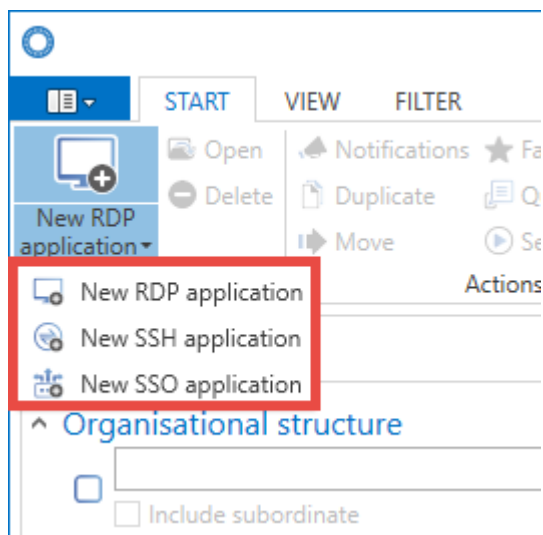 START VIEW FILTER
Open Notifications
Delete Duplicate
New RDP
application Move
Actions
New RDP application
New SSH application
New SSO application
Organisational structure
Include subordinate